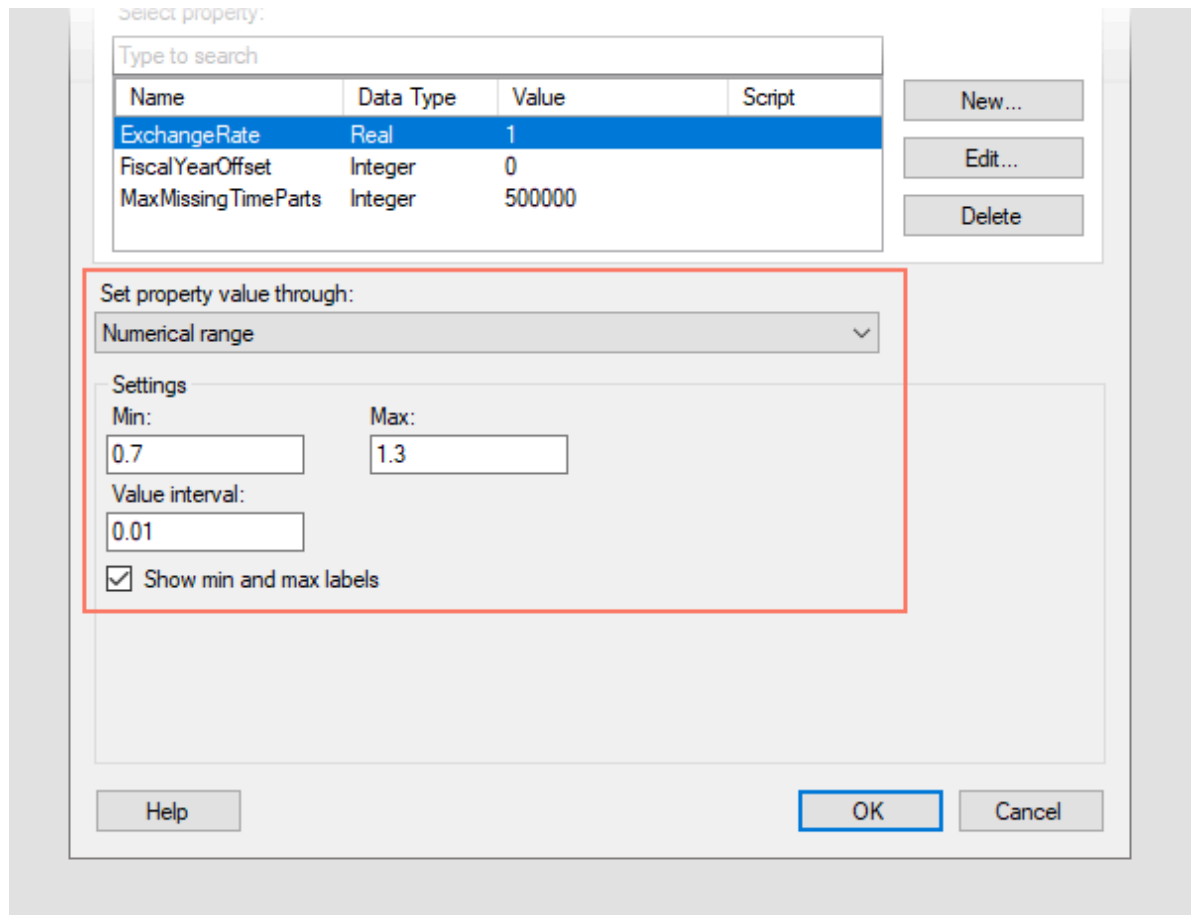 Select property:
Type to search
Name Data Type Value Script
New...
ExchangeRate Real 1
FiscalYearOffset Integer 0
Edit...
MaxMissingTimeParts Integer 500000
Delete
Set property value through:
Numerical range
Settings
Min: Max:
0.7 1.3
Value interval:
0.01
Show min and max labels
Help OK Cancel